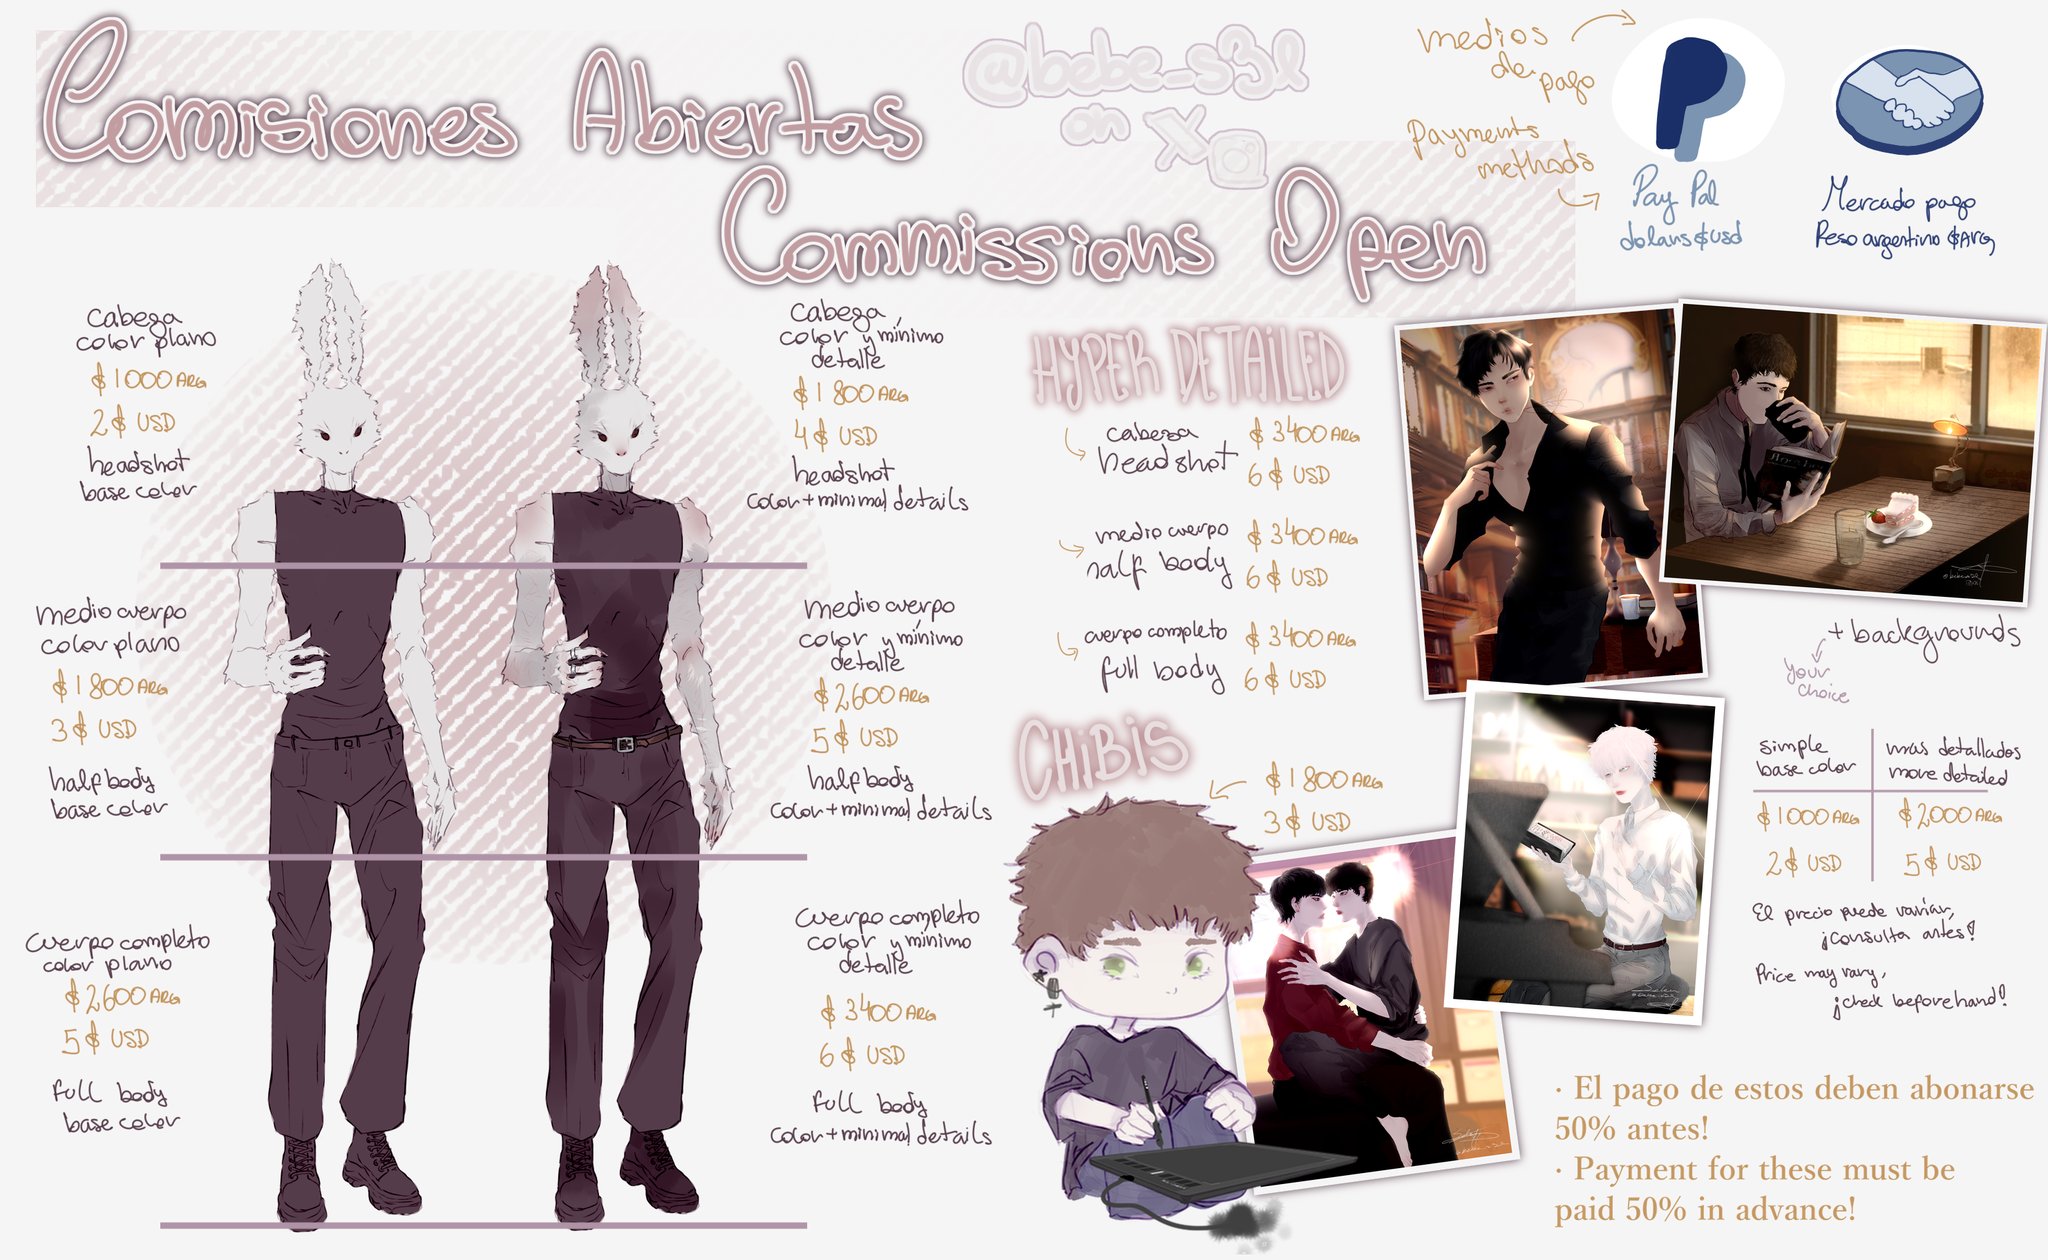 Comisiones Abiertas
Commissions Open
@bebe_s3l
on X
medios
de
pago
Payments
methods
Pay Pal
dolars $ usd
Mercado pago
Peso argentino $ARG
cabeza
color plano
$1000 ARG
2$ USD
headshot
base color
medio cuerpo
color plano
$1800 ARG
3$ USD
half body
base color
cuerpo completo
color plano
$2600 ARG
5$ USD
full body
base color
cabeza,
color y mínimo
detalle
$1800 ARG
4$ USD
headshot
color+minimal details
medio cuerpo
color y mínimo
detalle
$2600 ARG
5$ USD
half body
color+minimal details
cuerpo completo
color y mínimo
detalle
$3400 ARG
6$ USD
full body
color+minimal details
HYPER DETAILED
cabeza
headshot
$3400 ARG
6$ USD
medio cuerpo
half body
$3400 ARG
6$ USD
cuerpo completo
full body
$3400 ARG
6$ USD
CHIBIS
$1800 ARG
3$ USD
+ backgrounds
your
choice
simple
base color
más detallados
more detailed
$1000 ARG
2$ USD
$2000 ARG
5$ USD
El precio puede variar,
¡consulta antes!
Price may vary,
¡check beforehand!
· El pago de estos deben abonarse
50% antes!
· Payment for these must be
paid 50% in advance!